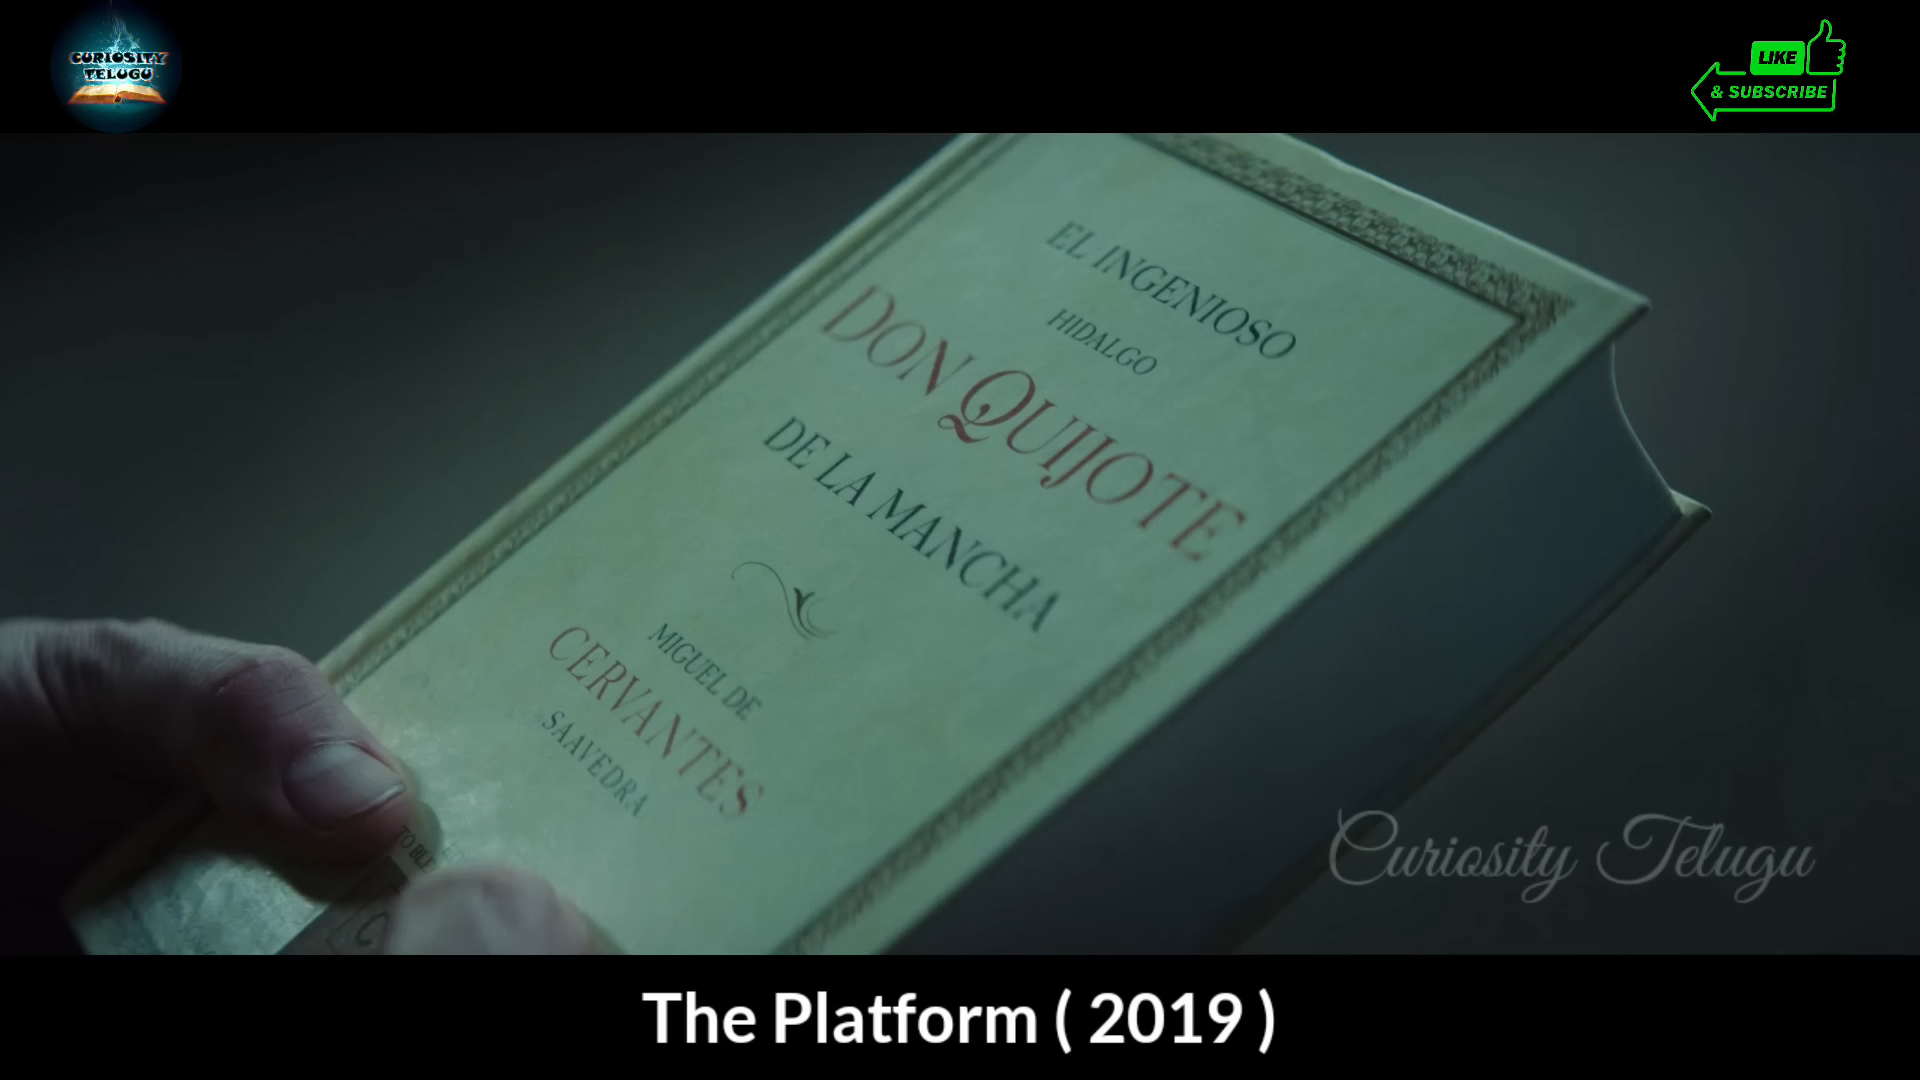 CURIOSITY
TELUGU
LIKE
& SUBSCRIBE
EL INGENIOSO
HIDALGO
DON QUIJOTE
DE LA MANCHA
MIGUEL DE
CERVANTES
SAAVEDRA
Curiosity Telugu
The Platform ( 2019 )